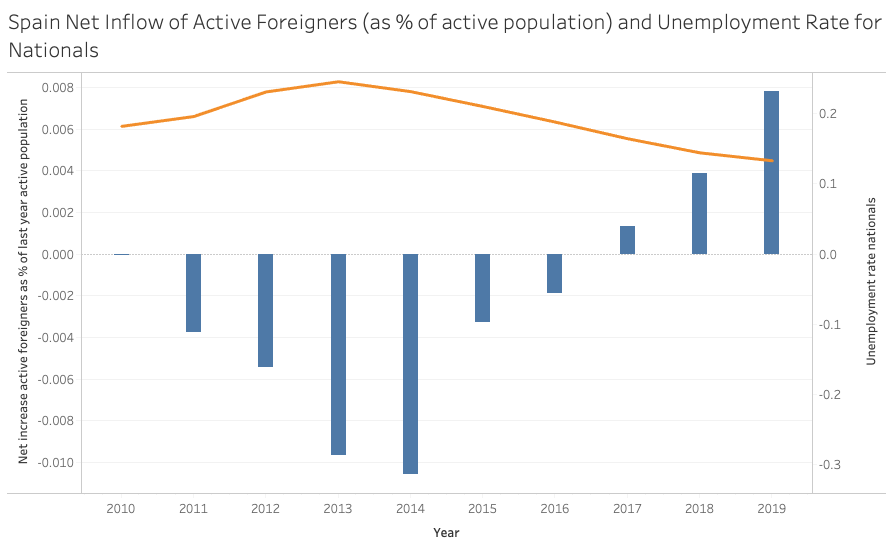 Spain Net Inflow of Active Foreigners (as % of active population) and Unemployment Rate for
Nationals
Net increase active foreigners as % of last year active population
0.008
0.006
0.004
0.002
0.000
-0.002
-0.004
-0.006
-0.008
-0.010
0.2
0.1
0.0
-0.1
-0.2
-0.3
Unemployment rate nationals
2010 2011 2012 2013 2014 2015 2016 2017 2018 2019
Year